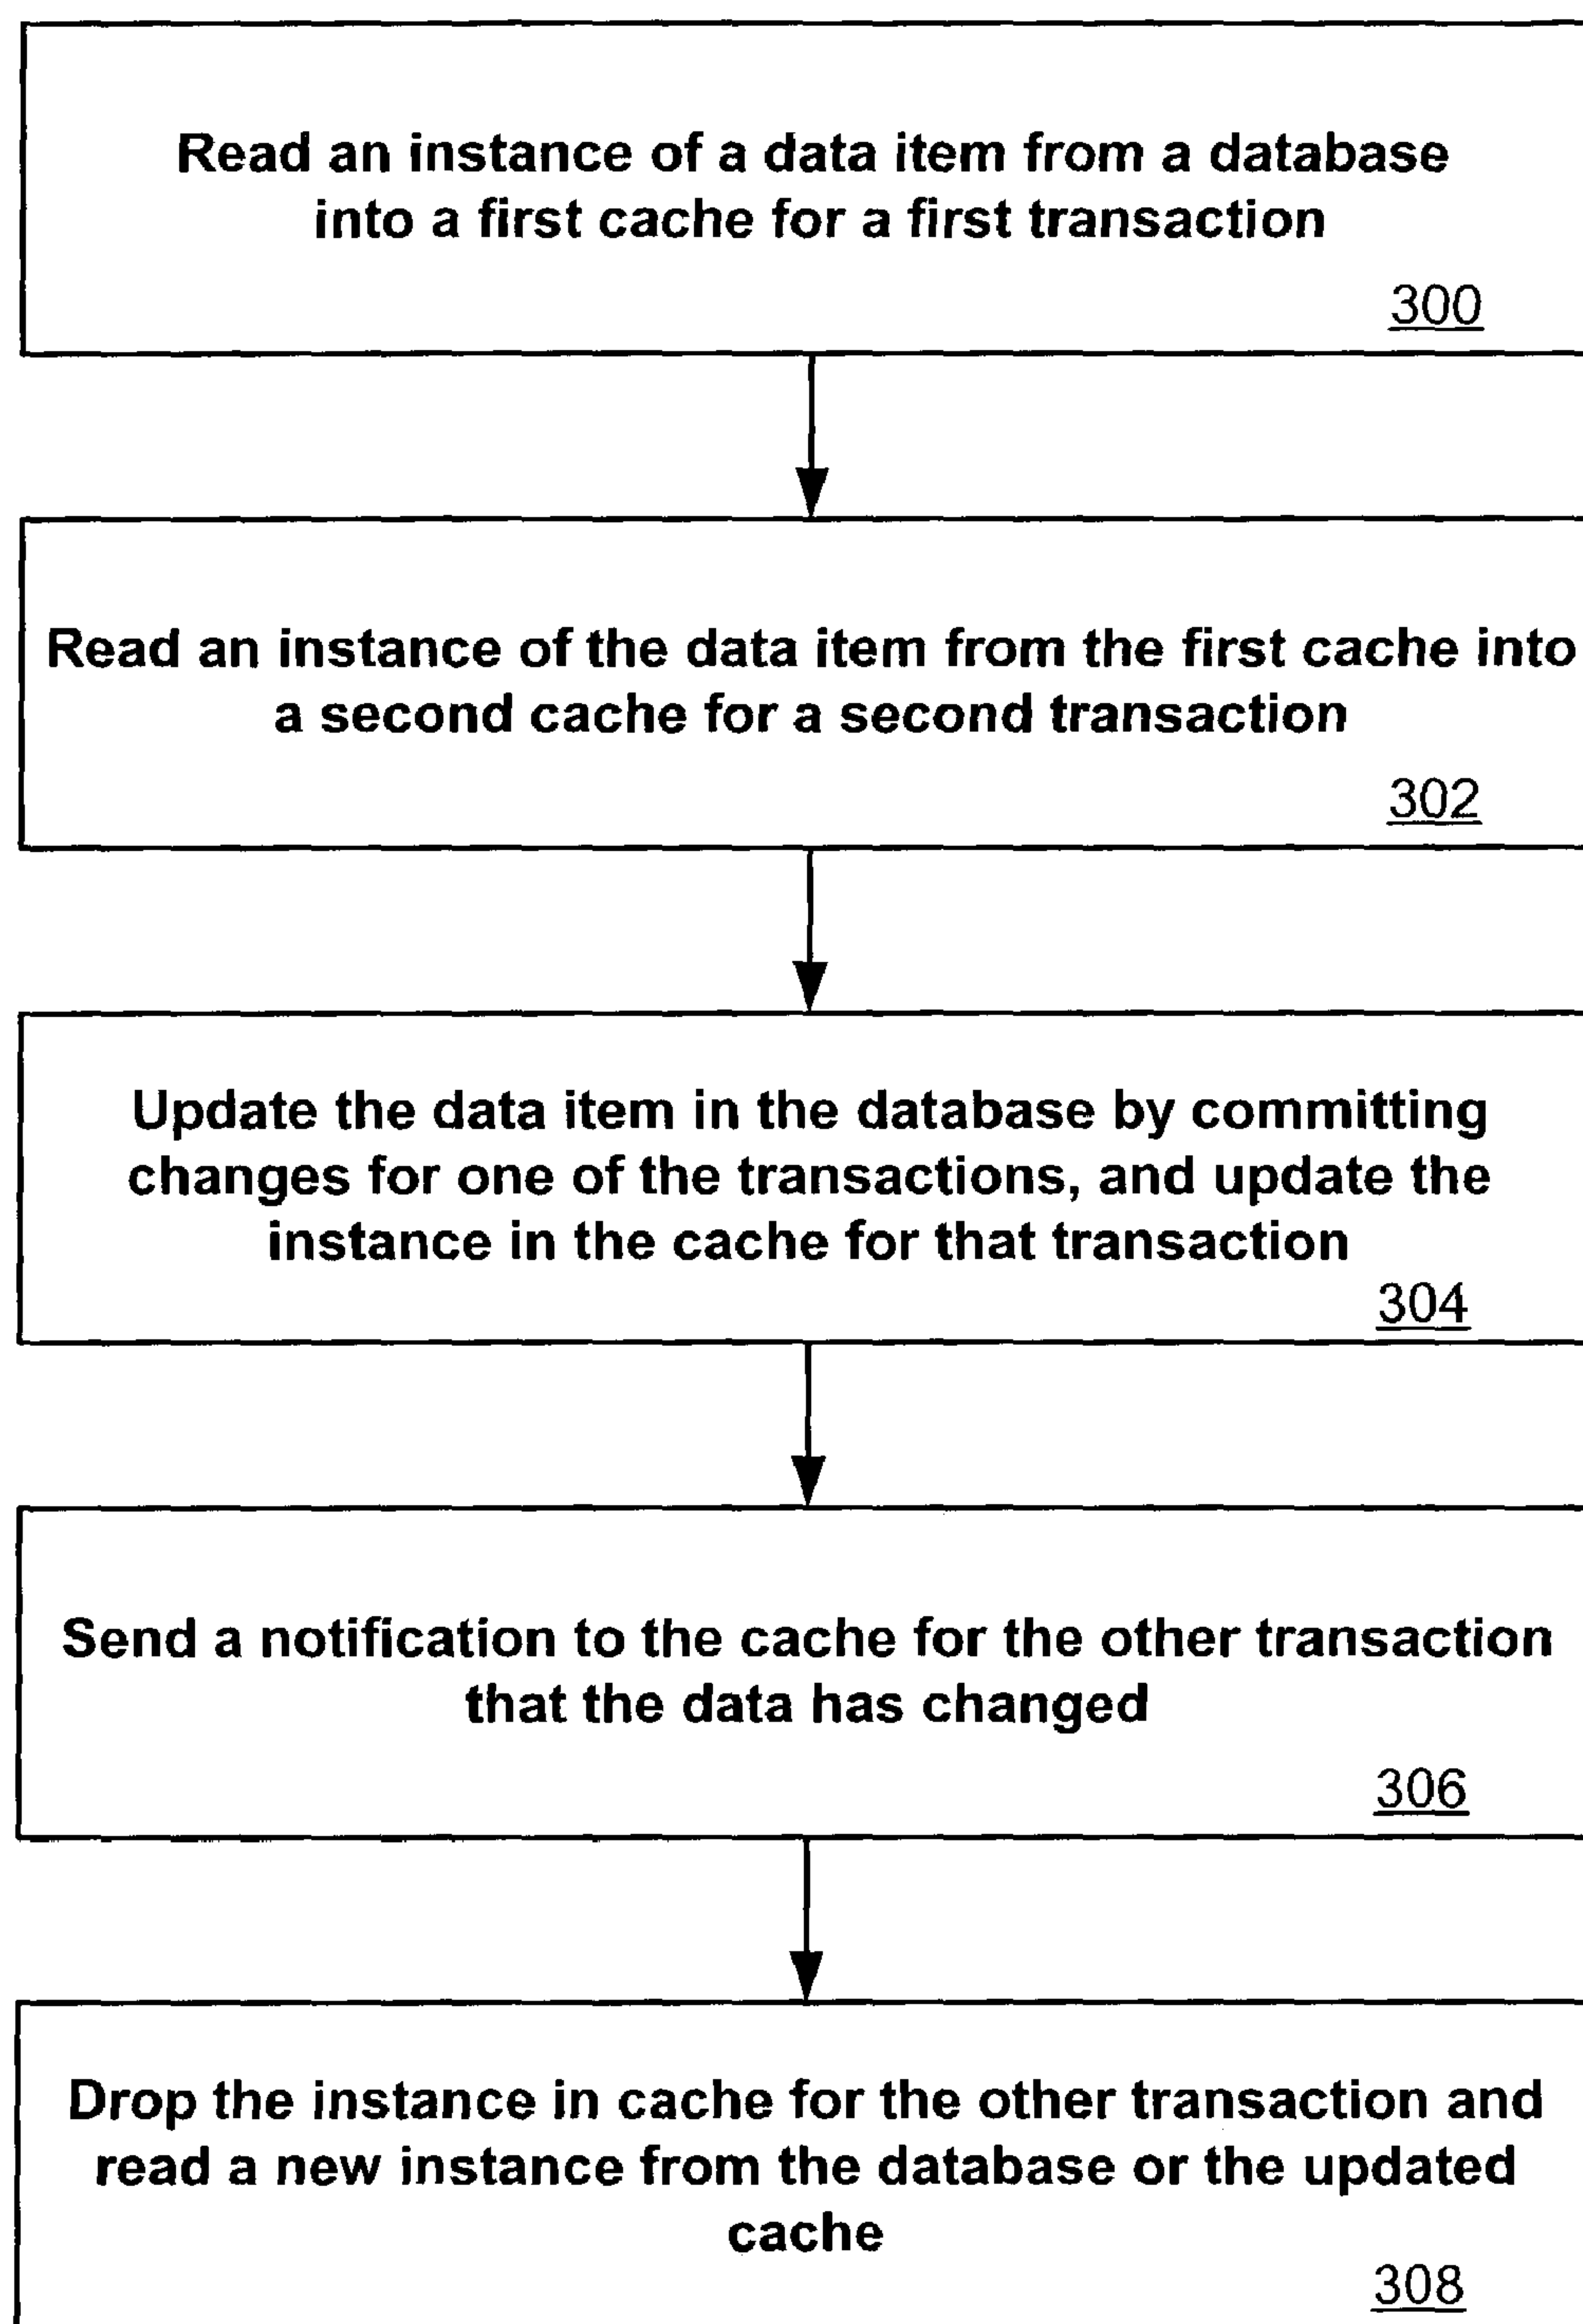 Read an instance of a data item from a database
into a first cache for a first transaction
300
Read an instance of the data item from the first cache into
a second cache for a second transaction
302
Update the data item in the database by committing
changes for one of the transactions, and update the
instance in the cache for that transaction
304
Send a notification to the cache for the other transaction
that the data has changed
306
Drop the instance in cache for the other transaction and
read a new instance from the database or the updated
cache
308